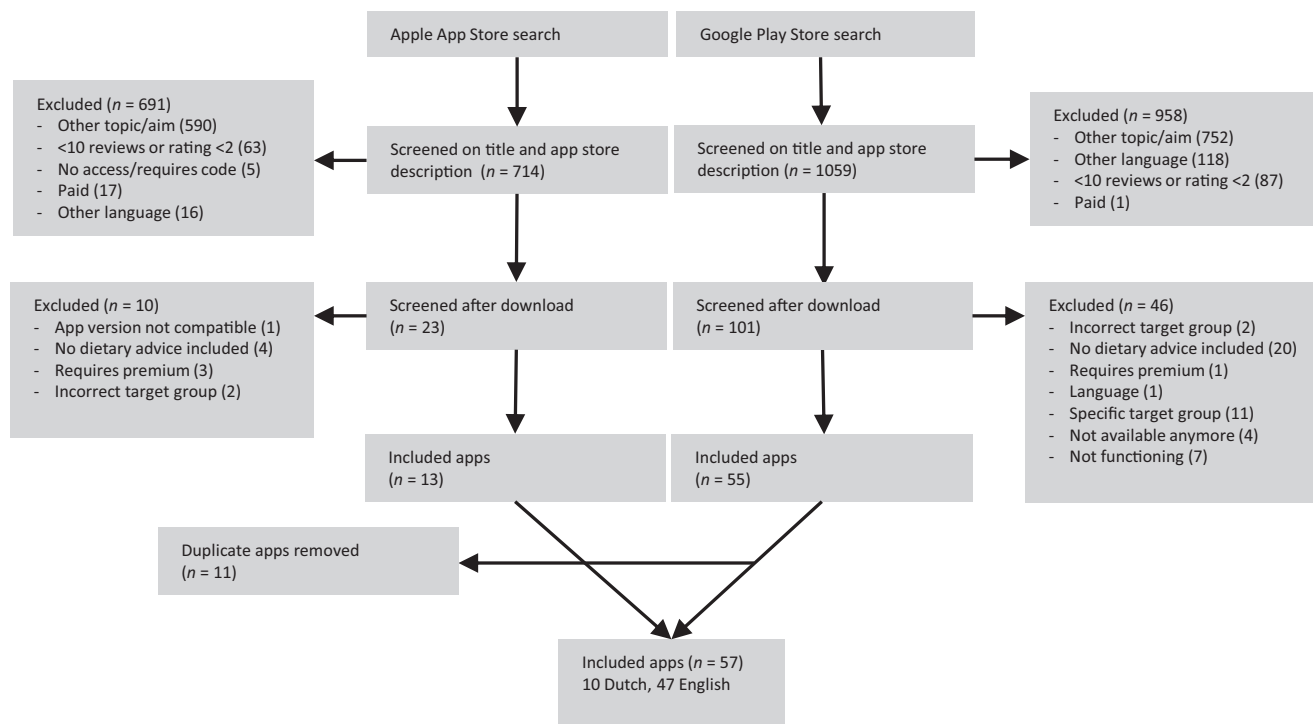 Apple App Store search
Google Play Store search
Excluded (n = 691)
- Other topic/aim (590)
- <10 reviews or rating <2 (63)
- No access/requires code (5)
- Paid (17)
- Other language (16)
Screened on title and app store
description (n = 714)
Screened on title and app store
description (n = 1059)
Excluded (n = 958)
- Other topic/aim (752)
- Other language (118)
- <10 reviews or rating <2 (87)
- Paid (1)
Excluded (n = 10)
- App version not compatible (1)
- No dietary advice included (4)
- Requires premium (3)
- Incorrect target group (2)
Screened after download
(n = 23)
Screened after download
(n = 101)
Excluded (n = 46)
- Incorrect target group (2)
- No dietary advice included (20)
- Requires premium (1)
- Language (1)
- Specific target group (11)
- Not available anymore (4)
- Not functioning (7)
Included apps
(n = 13)
Included apps
(n = 55)
Duplicate apps removed
(n = 11)
Included apps (n = 57)
10 Dutch, 47 English